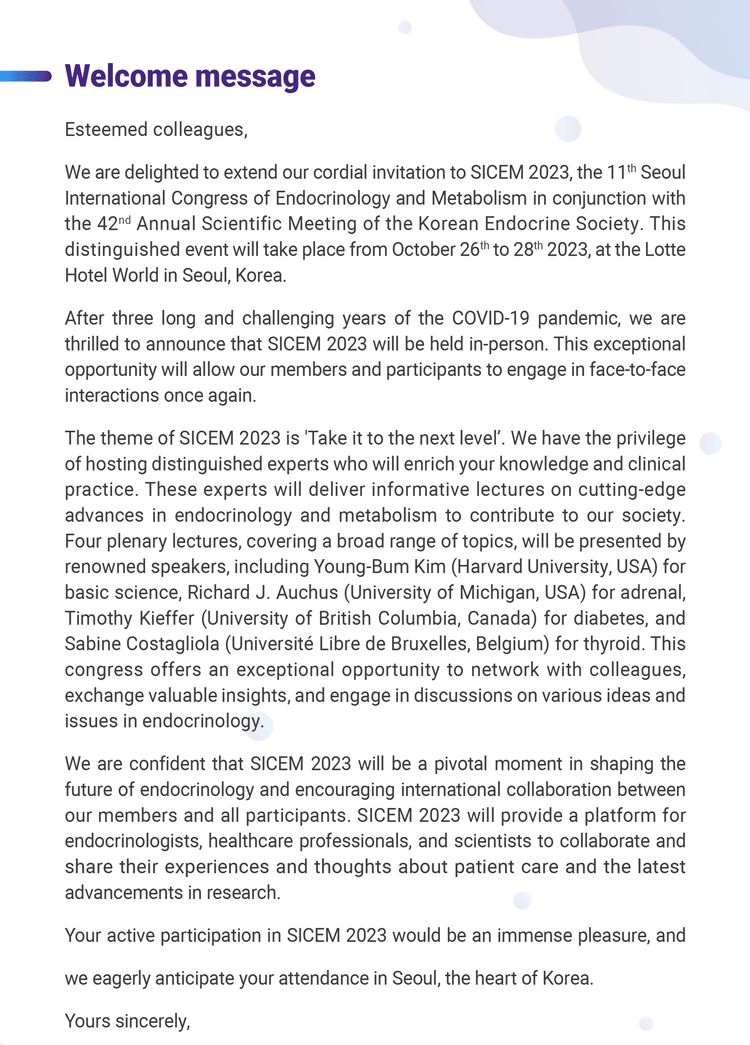 Welcome message
Esteemed colleagues,
We are delighted to extend our cordial invitation to SICEM 2023, the 11th Seoul
International Congress of Endocrinology and Metabolism in conjunction with
the 42nd Annual Scientific Meeting of the Korean Endocrine Society. This
distinguished event will take place from October 26th to 28th 2023, at the Lotte
Hotel World in Seoul, Korea.
After three long and challenging years of the COVID-19 pandemic, we are
thrilled to announce that SICEM 2023 will be held in-person. This exceptional
opportunity will allow our members and participants to engage in face-to-face
interactions once again.
The theme of SICEM 2023 is 'Take it to the next level’. We have the privilege
of hosting distinguished experts who will enrich your knowledge and clinical
practice. These experts will deliver informative lectures on cutting-edge
advances in endocrinology and metabolism to contribute to our society.
Four plenary lectures, covering a broad range of topics, will be presented by
renowned speakers, including Young-Bum Kim (Harvard University, USA) for
basic science, Richard J. Auchus (University of Michigan, USA) for adrenal,
Timothy Kieffer (University of British Columbia, Canada) for diabetes, and
Sabine Costagliola (Université Libre de Bruxelles, Belgium) for thyroid. This
congress offers an exceptional opportunity to network with colleagues,
exchange valuable insights, and engage in discussions on various ideas and
issues in endocrinology.
We are confident that SICEM 2023 will be a pivotal moment in shaping the
future of endocrinology and encouraging international collaboration between
our members and all participants. SICEM 2023 will provide a platform for
endocrinologists, healthcare professionals, and scientists to collaborate and
share their experiences and thoughts about patient care and the latest
advancements in research.
Your active participation in SICEM 2023 would be an immense pleasure, and
we eagerly anticipate your attendance in Seoul, the heart of Korea.
Yours sincerely,